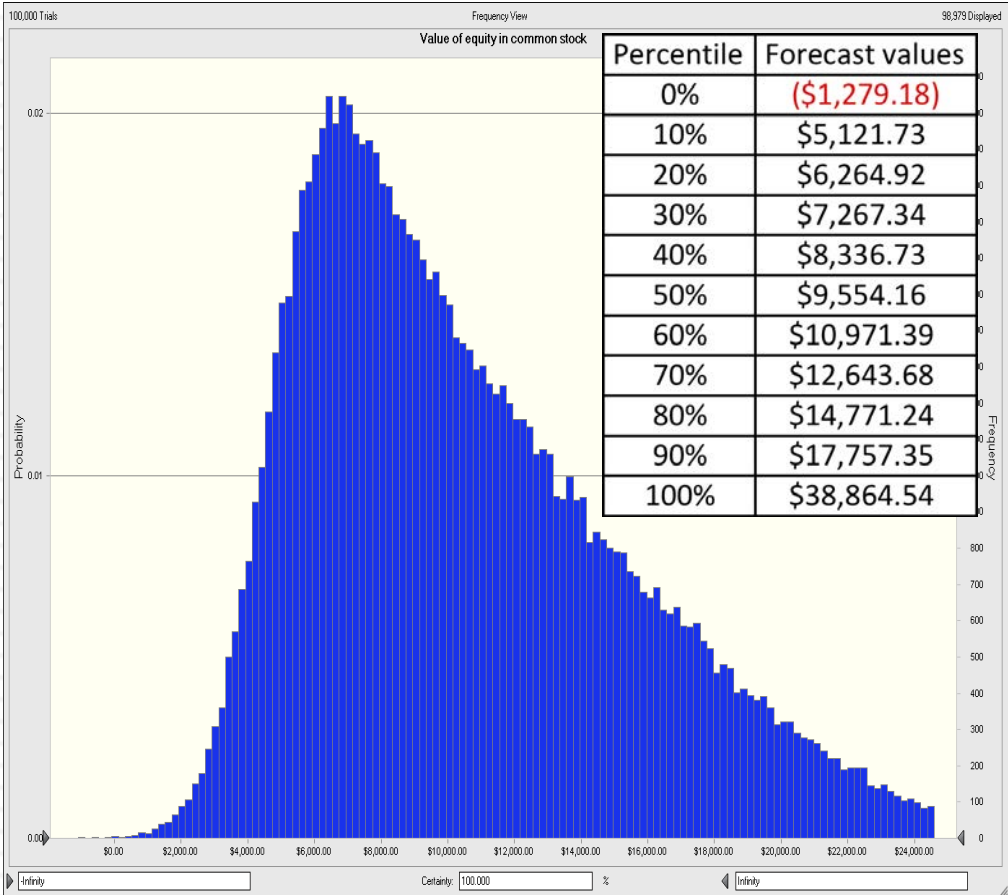 100,000 Trials
Frequency View
98,979 Displayed
Value of equity in common stock
Percentile Forecast values
0% ($1,279.18)
10% $5,121.73
20% $6,264.92
30% $7,267.34
40% $8,336.73
50% $9,554.16
60% $10,971.39
70% $12,643.68
80% $14,771.24
90% $17,757.35
100% $38,864.54
Probability
0.02
0.01
0.00
Frequency
800
700
600
500
400
300
200
100
0
$0.00 $2,000.00 $4,000.00 $6,000.00 $8,000.00 $10,000.00 $12,000.00 $14,000.00 $16,000.00 $18,000.00 $20,000.00 $22,000.00 $24,000.00
-Infinity
Certainty: 100.000 %
Infinity